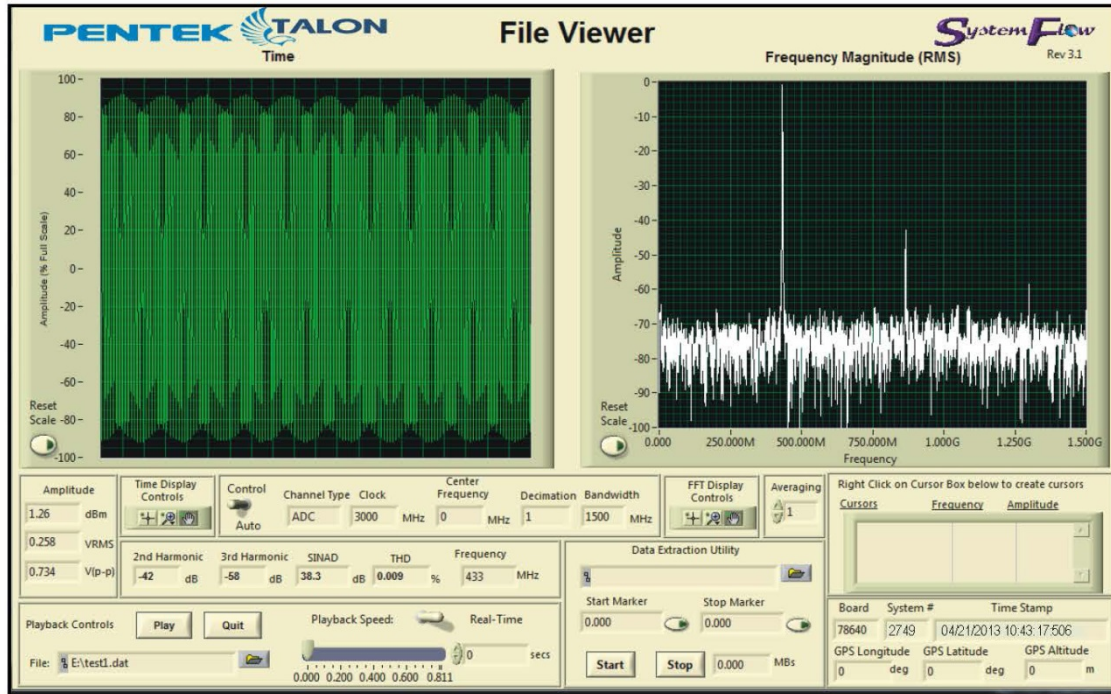 PENTEK TALON
File Viewer
SystemFlow
Rev 3.1
Time
Frequency Magnitude (RMS)
Amplitude (% Full Scale)
100
80
60
40
20
0
-20
-40
-60
-80
-100
Reset
Scale
Amplitude
0
-10
-20
-30
-40
-50
-60
-70
-80
-90
-100
Reset
Scale
0.000 250.000M 500.000M 750.000M 1.000G 1.250G 1.500G
Frequency
Amplitude
1.26 dBm
0.258 VRMS
0.734 V(p-p)
Time Display
Controls
Control
Auto
Channel Type
ADC
Clock
3000 MHz
Center
Frequency
0 MHz
Decimation
1
Bandwidth
1500 MHz
FFT Display
Controls
Averaging
1
Right Click on Cursor Box below to create cursors
Cursors Frequency Amplitude
2nd Harmonic
-42 dB
3rd Harmonic
-58 dB
SINAD
38.3 dB
THD
0.009 %
Frequency
433 MHz
Data Extraction Utility
Start Marker
0.000
Stop Marker
0.000
Start Stop 0.000 MBs
Playback Controls Play Quit
Playback Speed: Real-Time
File: E:\test1.dat
0.000 0.200 0.400 0.600 0.811
0 secs
Board System # Time Stamp
78640 2749 04/21/2013 10:43:17:506
GPS Longitude GPS Latitude GPS Altitude
0 deg 0 deg 0 m